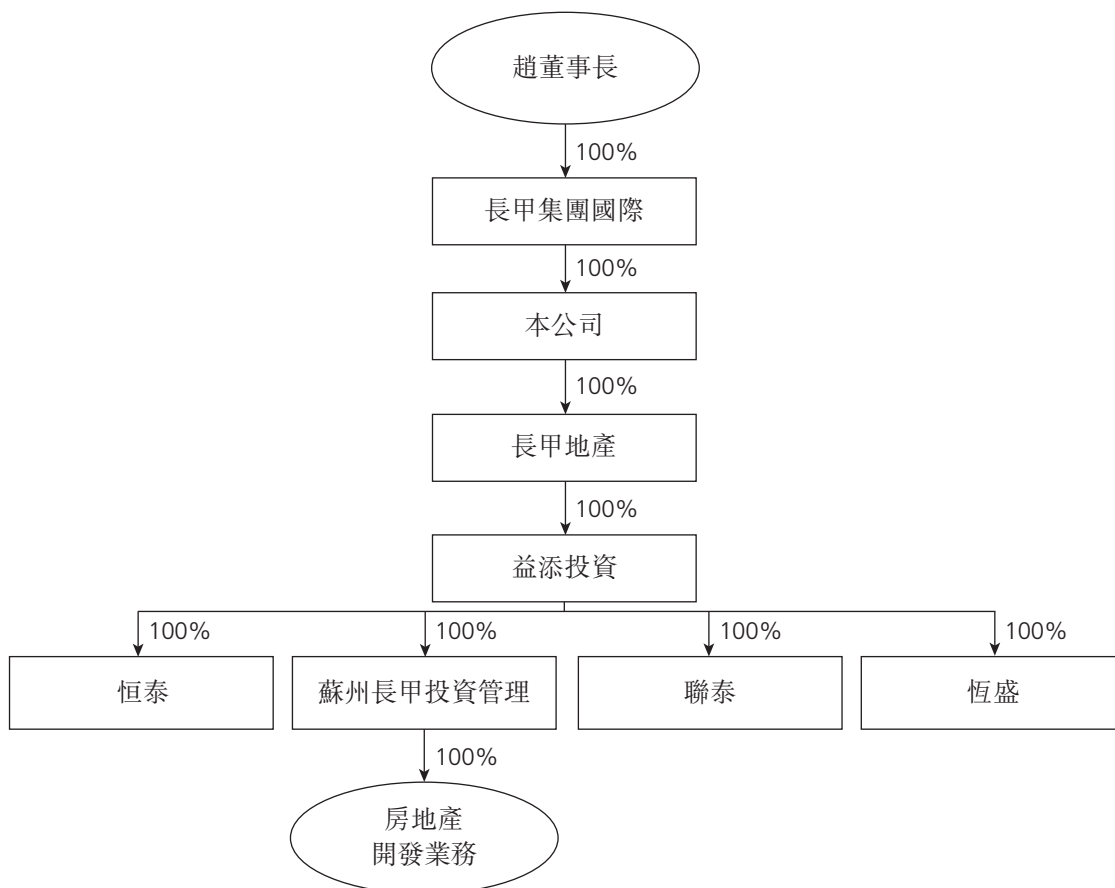 趙董事長
100%
長甲集團國際
100%
本公司
100%
長甲地產
100%
益添投資
100%
100%
100%
100%
恒泰
蘇州長甲投資管理
聯泰
恆盛
100%
房地產
開發業務